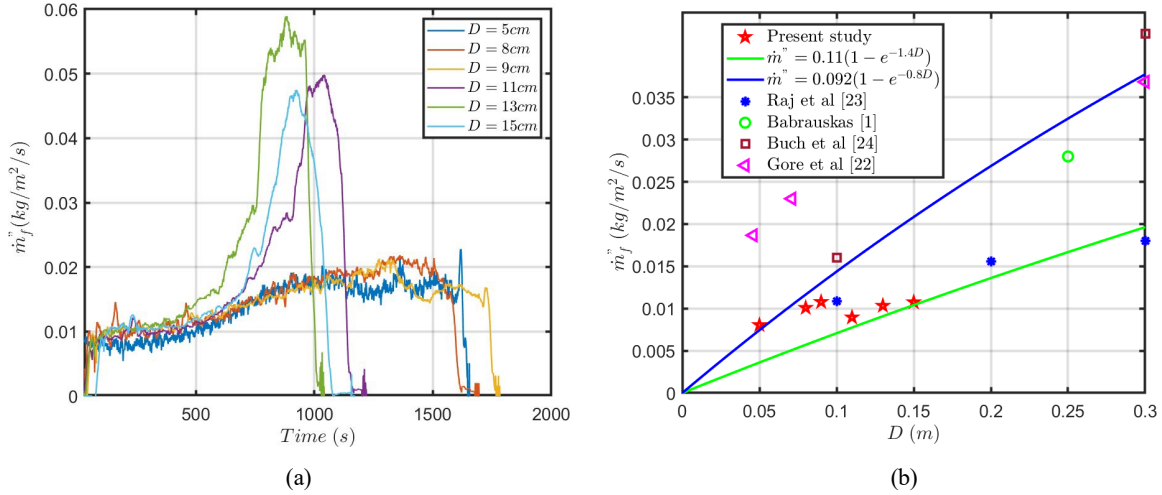 0.06
0.05
0.04
0.03
0.02
0.01
0
ṁ"_f (kg/m²/s)
D = 5cm
D = 8cm
D = 9cm
D = 11cm
D = 13cm
D = 15cm
500 1000 1500 2000
Time (s)
(a)
0.035
0.03
0.025
0.02
0.015
0.01
0.005
0
ṁ"_f (kg/m²/s)
Present study
ṁ" = 0.11(1 − e^{−1.4D})
ṁ" = 0.092(1 − e^{−0.8D})
Raj et al [23]
Babrauskas [1]
Buch et al [24]
Gore et al [22]
0 0.05 0.1 0.15 0.2 0.25 0.3
D (m)
(b)